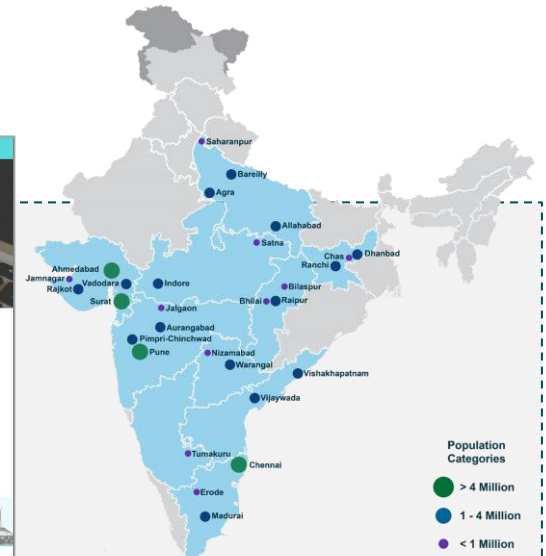 Saharanpur
Bareilly
Agra
Allahabad
Satna
Dhanbad
Chas
Ranchi
Ahmedabad
Jamnagar
Vadodara
Rajkot
Indore
Surat
Bilaspur
Bhilai
Raipur
Jalgaon
Aurangabad
Pimpri-Chinchwad
Pune
Nizamabad
Warangal
Vishakhapatnam
Vijaywada
Tumakuru
Chennai
Erode
Madurai
Population
Categories
> 4 Million
1 - 4 Million
< 1 Million